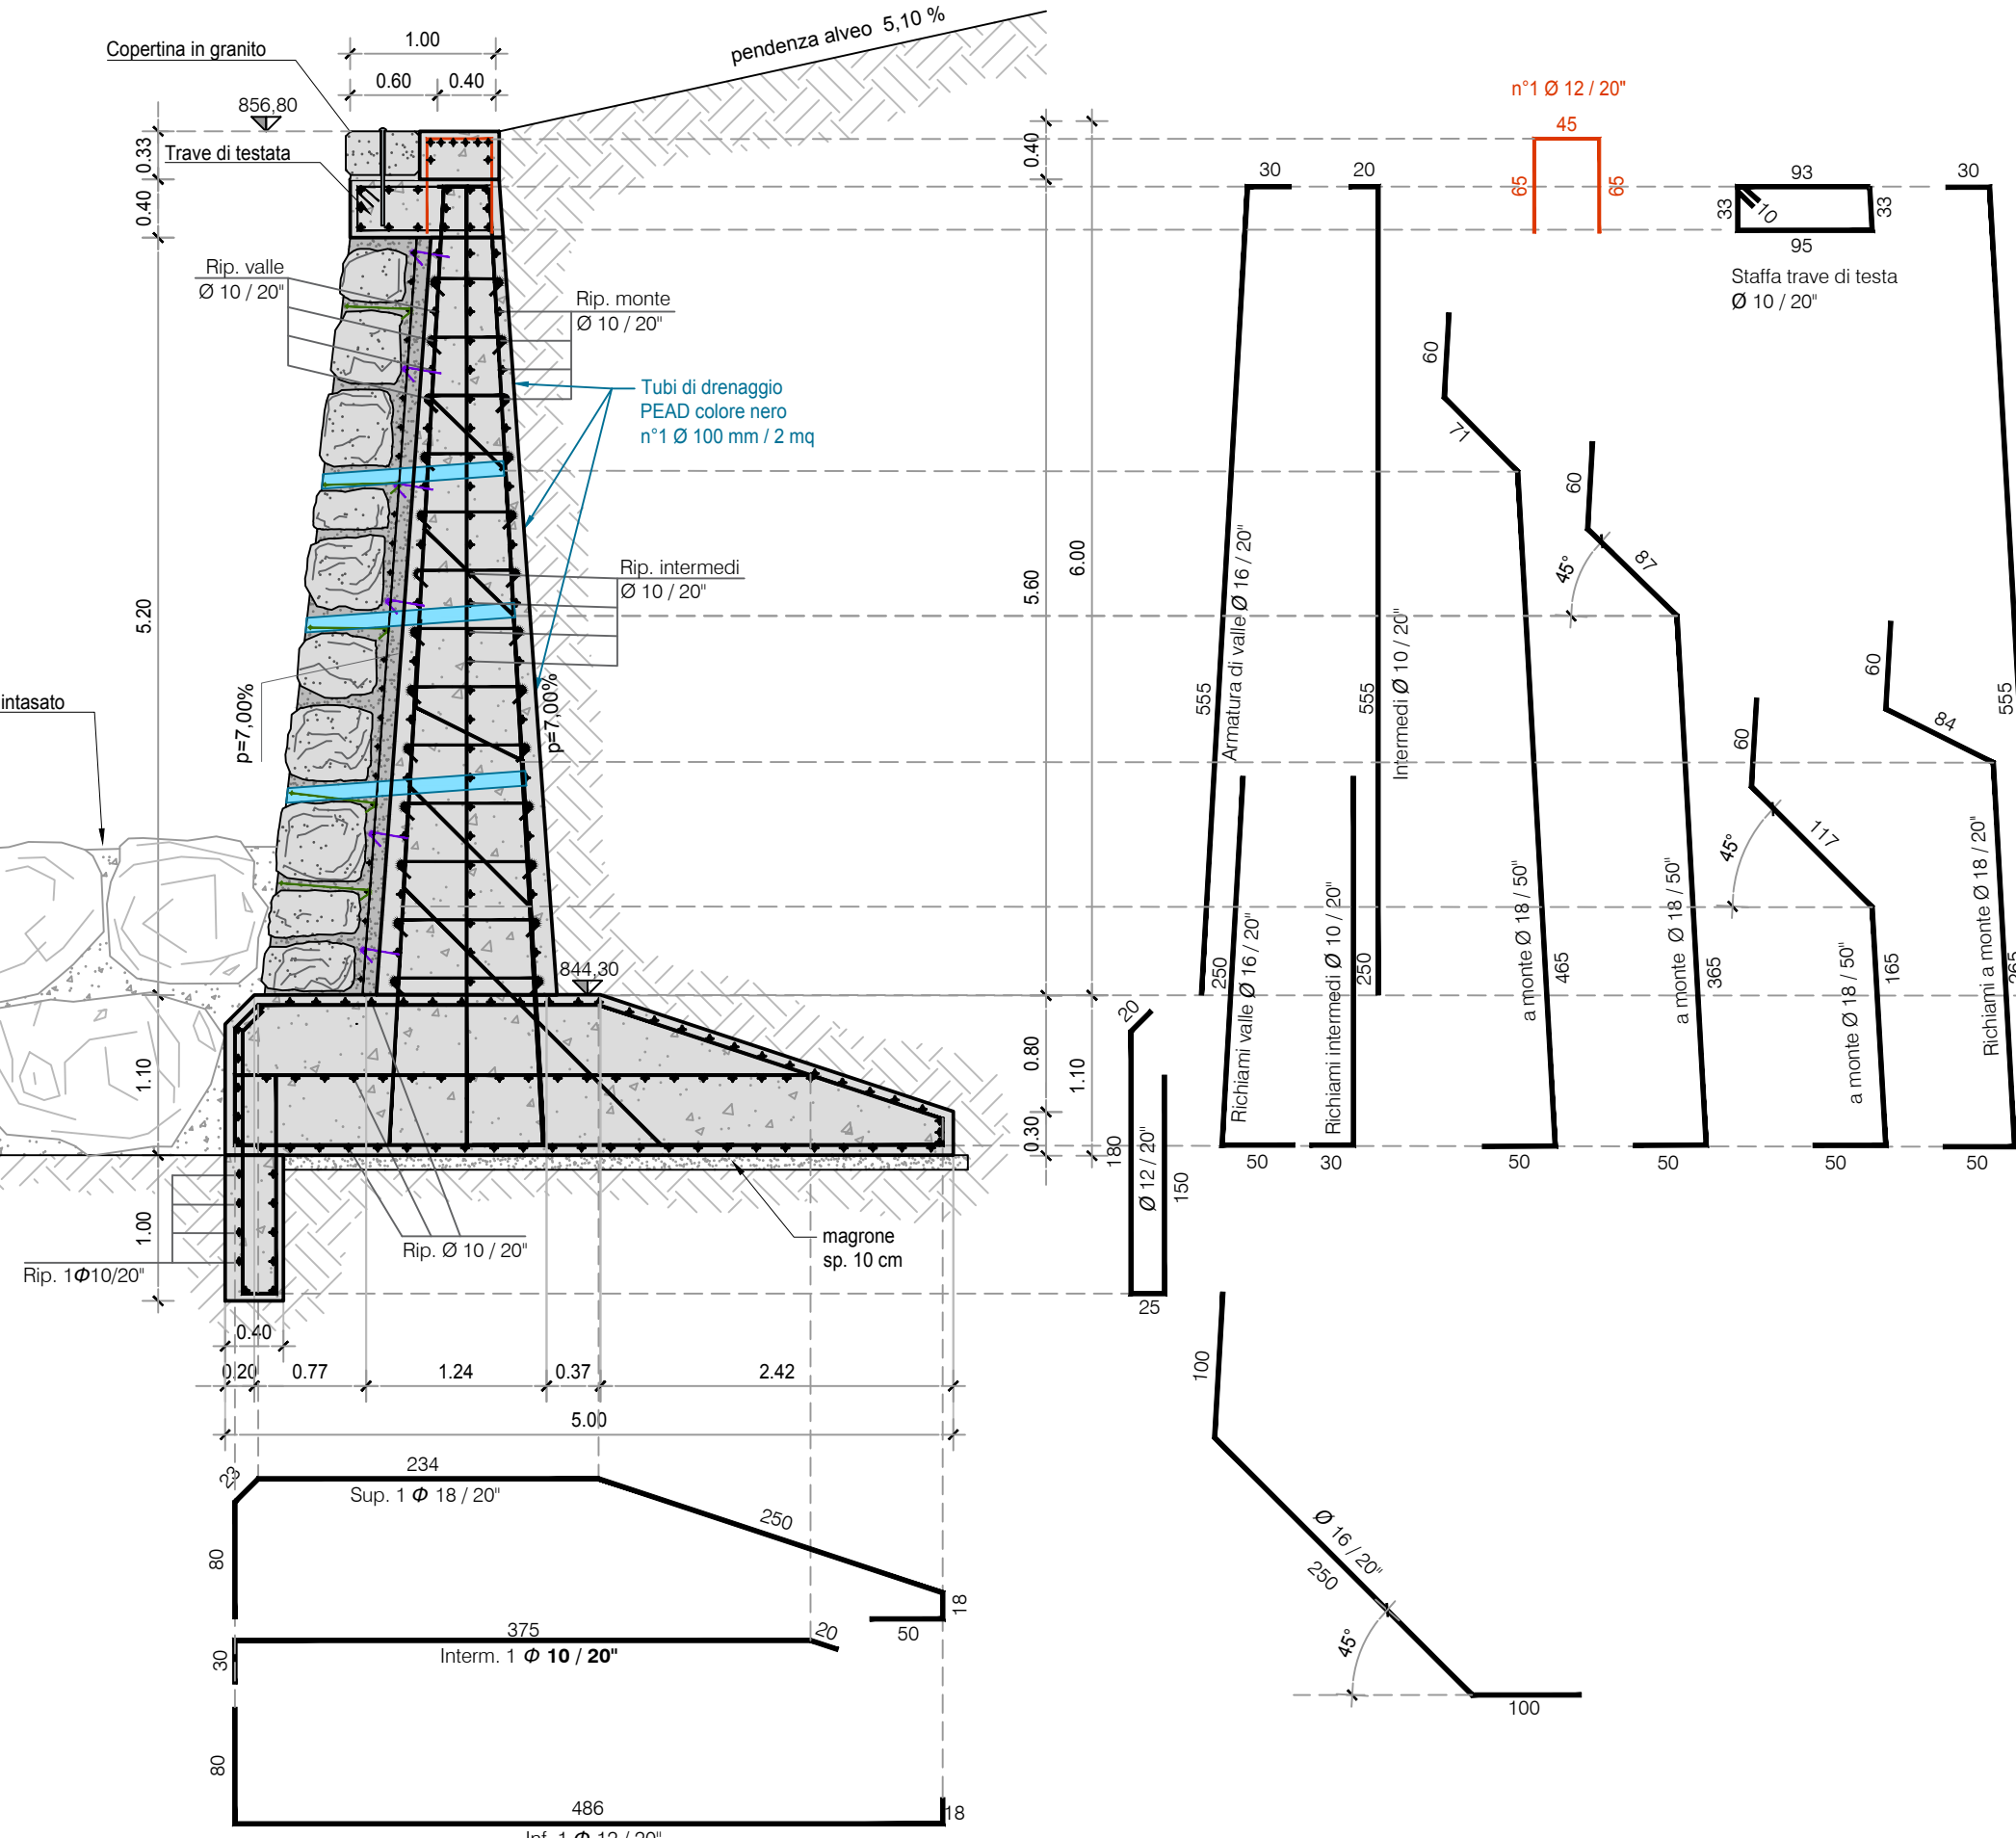 Copertina in granito
1.00
0.60
0.40
pendenza alveo 5,10 %
856,80
Trave di testata
0.33
0.40
5.20
1.10
1.00
Rip. valle
Ø 10 / 20"
Rip. monte
Ø 10 / 20"
Tubi di drenaggio
PEAD colore nero
n°1 Ø 100 mm / 2 mq
Rip. intermedi
Ø 10 / 20"
p=7,00%
p=7,00%
intasato
844,30
Rip. Ø 10 / 20"
Rip. 1Φ10/20"
magrone
sp. 10 cm
0.40
0.20
0.77
1.24
0.37
2.42
5.00
0.40
5.60
6.00
0.80
0.30
1.10
n°1 Ø 12 / 20"
45
65
65
30
20
93
33
10
33
95
Staffa trave di testa
Ø 10 / 20"
30
555
Armatura di valle Ø 16 / 20"
555
Intermedi Ø 10 / 20"
60
71
a monte Ø 18 / 50"
465
50
60
87
45°
a monte Ø 18 / 50"
365
50
60
117
45°
a monte Ø 18 / 50"
165
50
60
84
555
Richiami a monte Ø 18 / 20"
265
50
250
Richiami valle Ø 16 / 20"
50
Richiami intermedi Ø 10 / 20"
250
30
20
180
Ø 12 / 20"
150
25
100
Ø 16 / 20"
250
45°
100
23
234
Sup. 1 Φ 18 / 20"
250
80
18
50
375
20
Interm. 1 Φ 10 / 20"
30
80
486
18
Inf. 1 Φ 12 / 20"